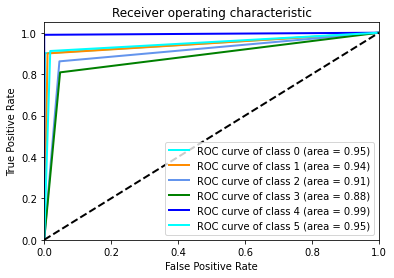 Receiver operating characteristic
1.0
0.8
0.6
0.4
0.2
0.0
True Positive Rate
ROC curve of class 0 (area = 0.95)
ROC curve of class 1 (area = 0.94)
ROC curve of class 2 (area = 0.91)
ROC curve of class 3 (area = 0.88)
ROC curve of class 4 (area = 0.99)
ROC curve of class 5 (area = 0.95)
0.0 0.2 0.4 0.6 0.8 1.0
False Positive Rate